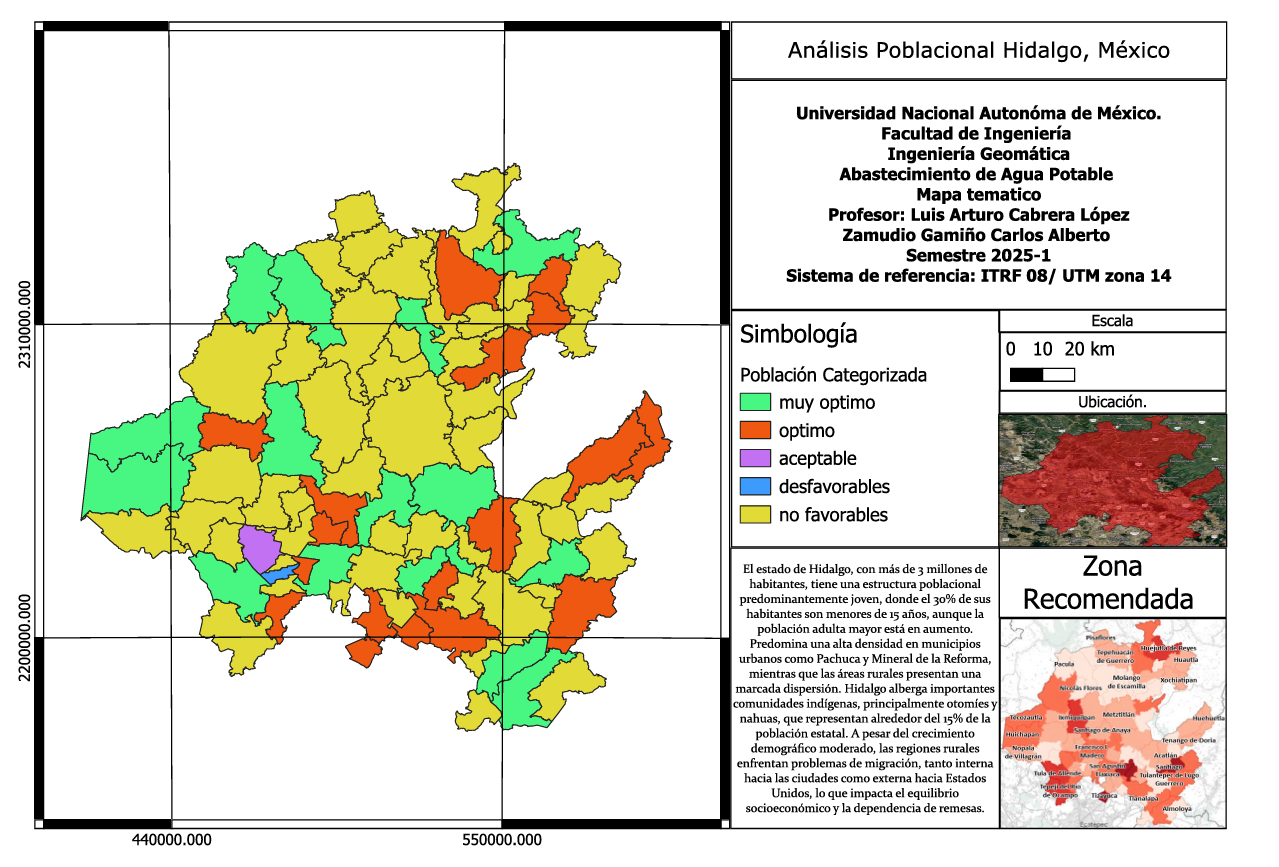 Análisis Poblacional Hidalgo, México
Universidad Nacional Autonóma de México.
Facultad de Ingeniería
Ingeniería Geomática
Abastecimiento de Agua Potable
Mapa tematico
Profesor: Luis Arturo Cabrera López
Zamudio Gamiño Carlos Alberto
Semestre 2025-1
Sistema de referencia: ITRF 08/ UTM zona 14
2310000.000
2200000.000
440000.000
550000.000
Simbología
Población Categorizada
muy optimo
optimo
aceptable
desfavorables
no favorables
Escala
0 10 20 km
Ubicación.
El estado de Hidalgo, con más de 3 millones de
habitantes, tiene una estructura poblacional
predominantemente joven, donde el 30% de sus
habitantes son menores de 15 años, aunque la
población adulta mayor está en aumento.
Predomina una alta densidad en municipios
urbanos como Pachuca y Mineral de la Reforma,
mientras que las áreas rurales presentan una
marcada dispersión. Hidalgo alberga importantes
comunidades indígenas, principalmente otomíes y
nahuas, que representan alrededor del 15% de la
población estatal. A pesar del crecimiento
demográfico moderado, las regiones rurales
enfrentan problemas de migración, tanto interna
hacia las ciudades como externa hacia Estados
Unidos, lo que impacta el equilibrio
socioeconómico y la dependencia de remesas.
Zona
Recomendada
Pisaflores
Tepehuacán
de Guerrero
Huejutla de Reyes
Huautla
Pacula
Molango
de Escamilla
Xochiatipan
Nicolás Flores
Tecozautla
Ixmiquilpan
Metztitlán
Huehuetla
Huichapan
Santiago de Anaya
Tenango de Doria
Nopala
de Villagrán
Francisco I.
Madero
Acatlán
San Agustín
Tlaxiaca
Santiago
Tulantepec de Lugo
Guerrero
Tula de Allende
Tepeji del Río
de Ocampo
Tizayuca
Tlanalapa
Almoloya
Ecatepec